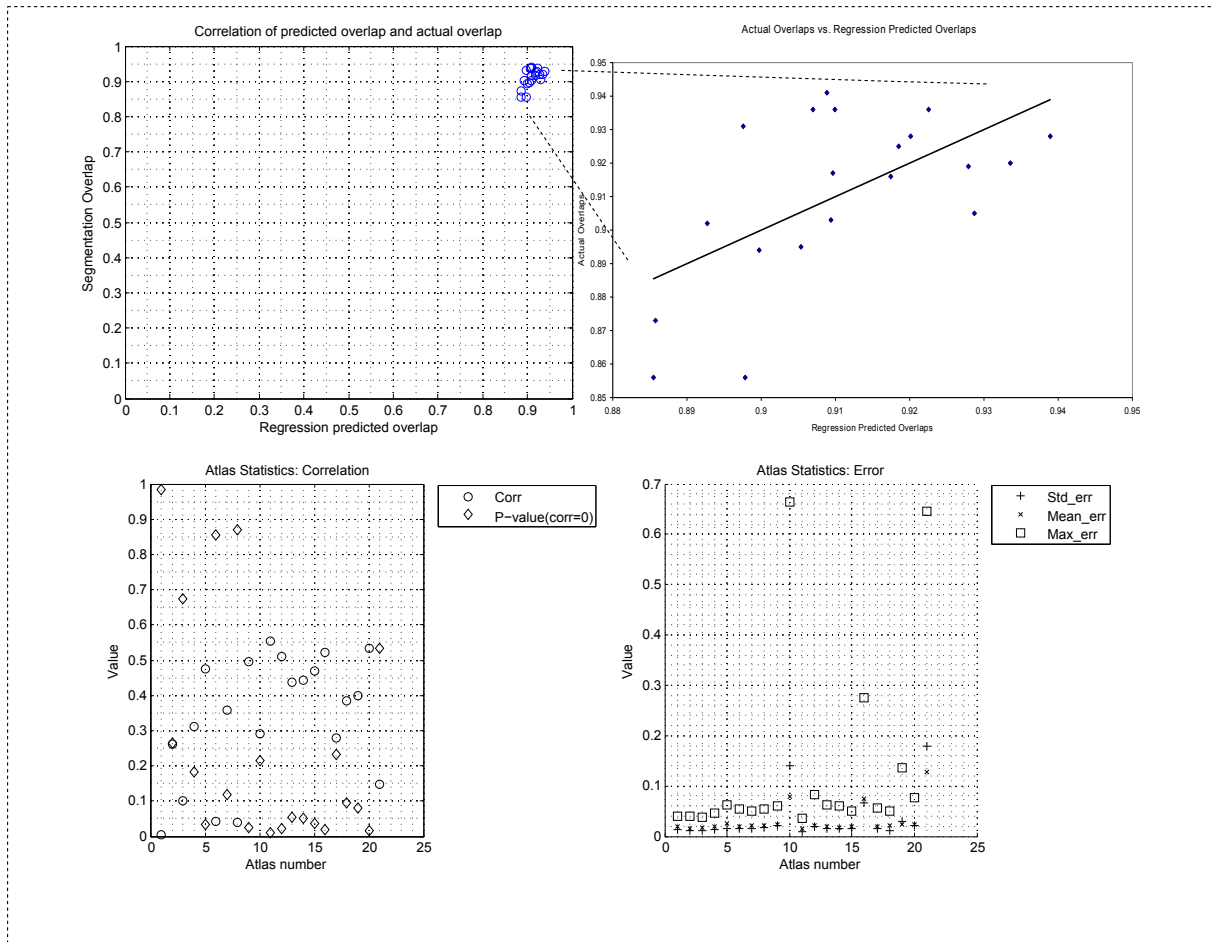 Correlation of predicted overlap and actual overlap
1
0.9
0.8
0.7
0.6
0.5
0.4
0.3
0.2
0.1
0
Segmentation Overlap
0 0.1 0.2 0.3 0.4 0.5 0.6 0.7 0.8 0.9 1
Regression predicted overlap
Actual Overlaps vs. Regression Predicted Overlaps
0.95
0.94
0.93
0.92
0.91
0.9
0.89
0.88
0.87
0.86
0.85
Actual Overlaps
0.88 0.89 0.9 0.91 0.92 0.93 0.94 0.95
Regression Predicted Overlaps
Atlas Statistics: Correlation
1
0.9
0.8
0.7
0.6
0.5
0.4
0.3
0.2
0.1
0
Value
0 5 10 15 20 25
Atlas number
Corr
P-value(corr=0)
Atlas Statistics: Error
0.7
0.6
0.5
0.4
0.3
0.2
0.1
0
Value
0 5 10 15 20 25
Atlas number
Std_err
Mean_err
Max_err